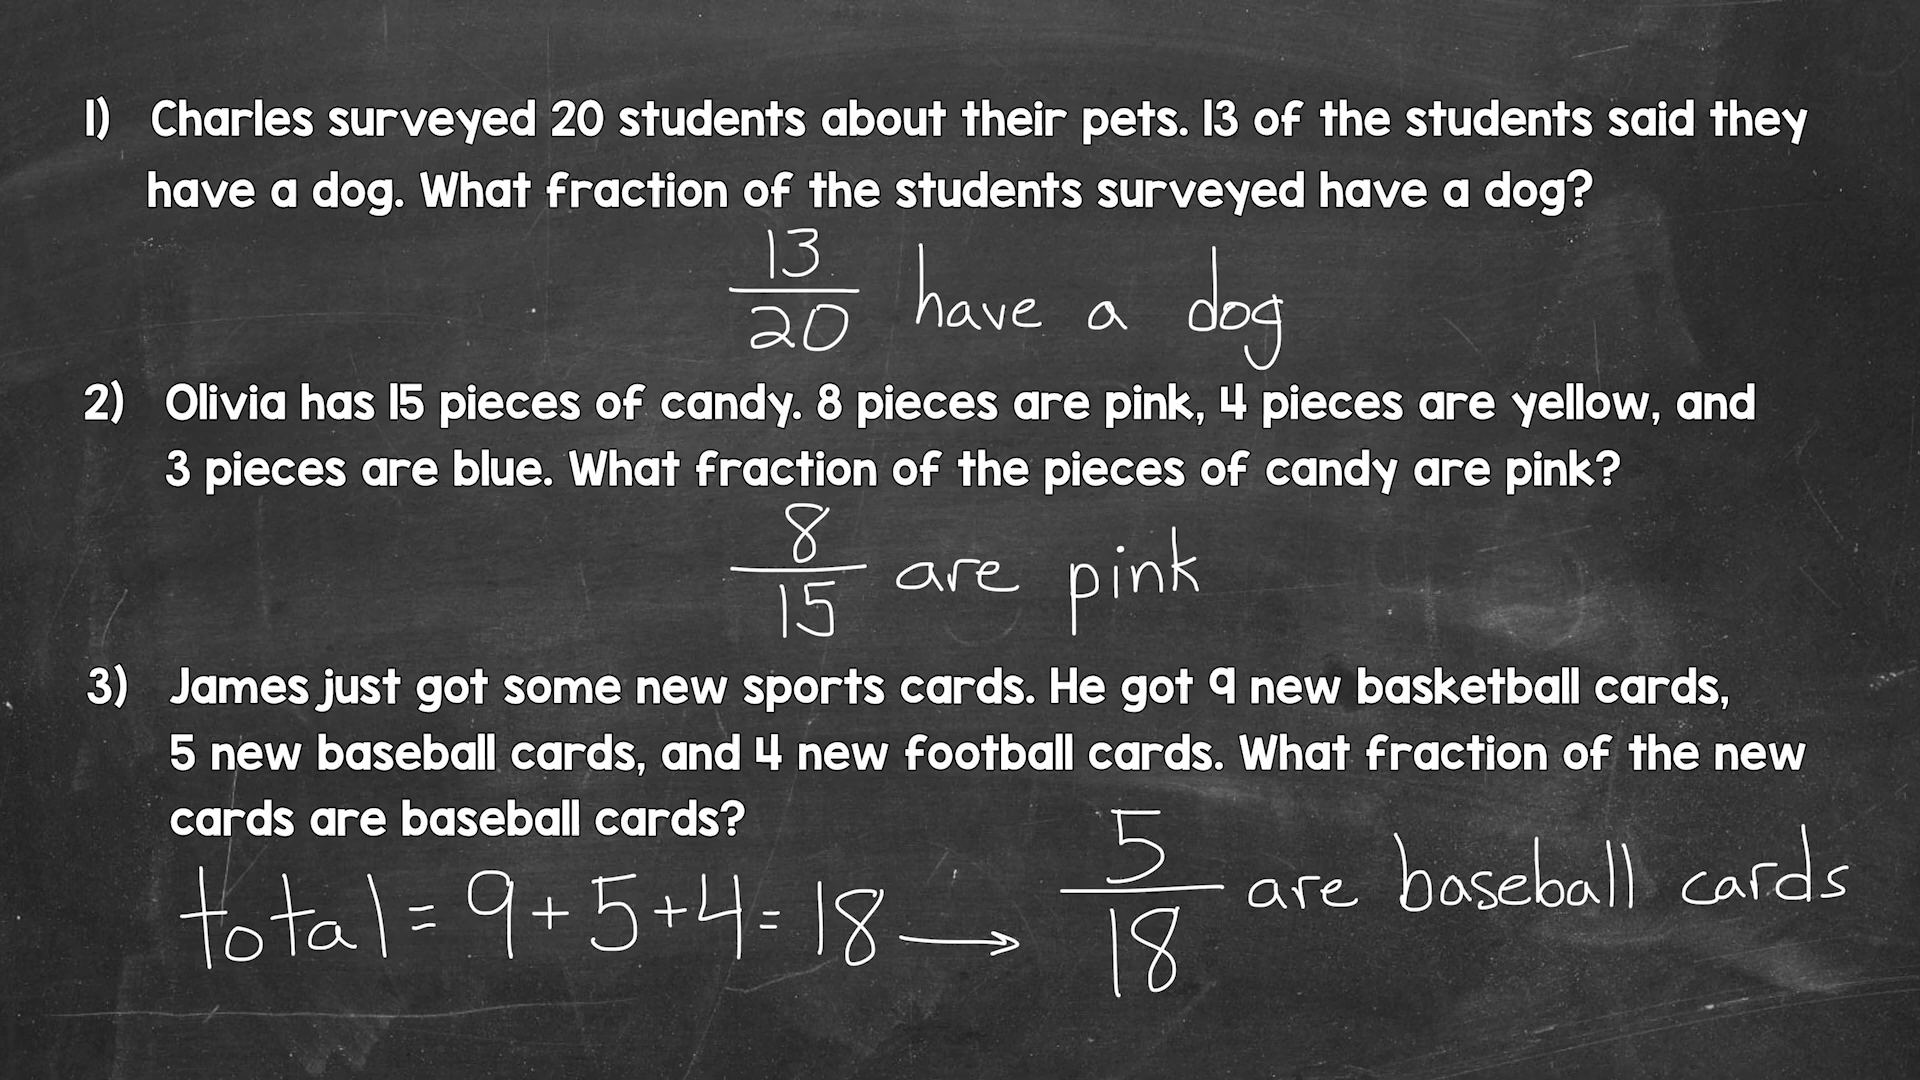 1) Charles surveyed 20 students about their pets. 13 of the students said they
have a dog. What fraction of the students surveyed have a dog?
13
20
have a dog
2) Olivia has 15 pieces of candy. 8 pieces are pink, 4 pieces are yellow, and
3 pieces are blue. What fraction of the pieces of candy are pink?
8
15
are pink
3) James just got some new sports cards. He got 9 new basketball cards,
5 new baseball cards, and 4 new football cards. What fraction of the new
cards are baseball cards?
total = 9 + 5 + 4 = 18 →
5
18
are baseball cards